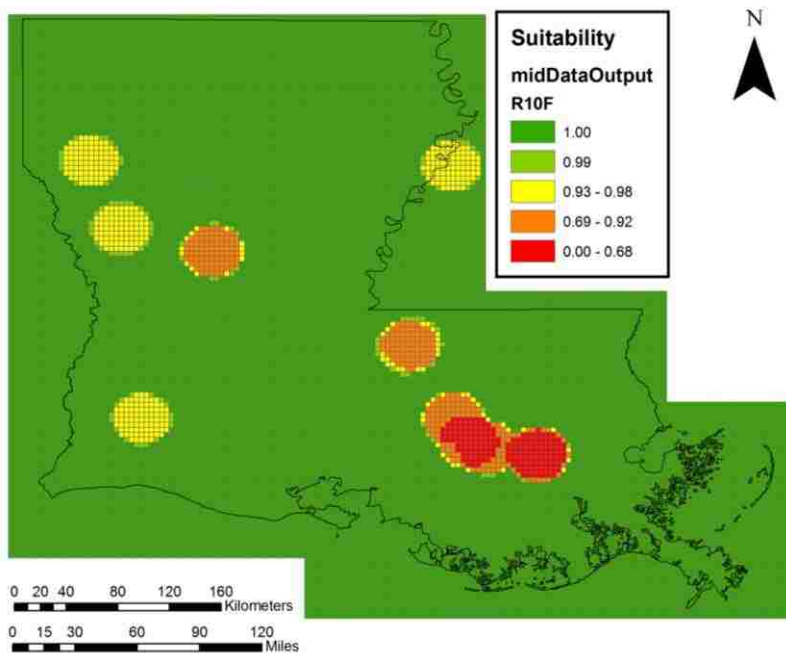 N
Suitability
midDataOutput
R10F
1.00
0.99
0.93 - 0.98
0.69 - 0.92
0.00 - 0.68
0 20 40 80 120 160
Kilometers
0 15 30 60 90 120
Miles